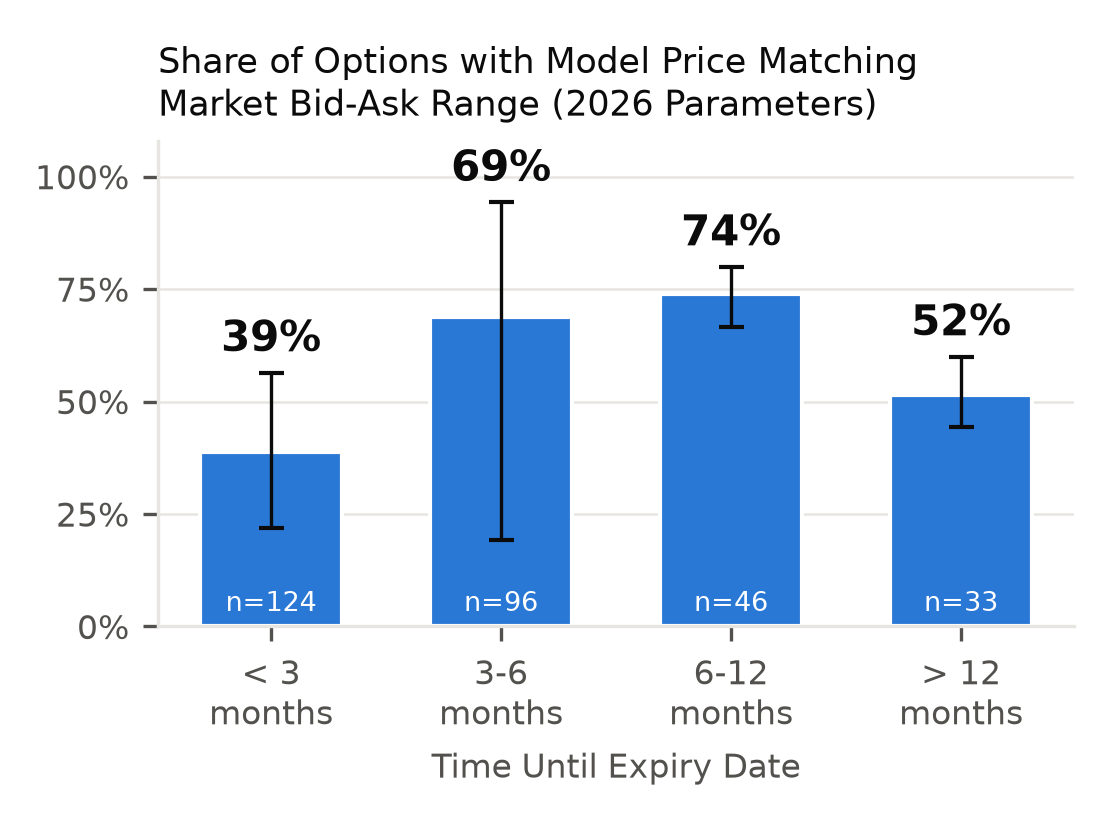 Share of Options with Model Price Matching
Market Bid-Ask Range (2026 Parameters)
100%
75%
50%
25%
0%
39%
69%
74%
52%
n=124
n=96
n=46
n=33
< 3
months
3-6
months
6-12
months
> 12
months
Time Until Expiry Date